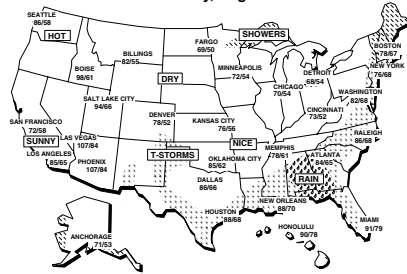 SEATTLE
86/58
HOT
BILLINGS
82/55
FARGO
69/50
SHOWERS
BOSTON
78/67
NEW YORK
76/68
BOISE
98/61
DRY
MINNEAPOLIS
72/54
DETROIT
68/54
CHICAGO
70/54
WASHINGTON
82/68
SALT LAKE CITY
94/66
DENVER
78/52
KANSAS CITY
76/56
CINCINNATI
73/52
SAN FRANCISCO
72/58
SUNNY
LAS VEGAS
107/84
LOS ANGELES
85/65
PHOENIX
107/84
T-STORMS
NICE
OKLAHOMA CITY
85/62
MEMPHIS
78/61
RALEIGH
86/68
ATLANTA
84/65
RAIN
DALLAS
86/66
HOUSTON
88/68
NEW ORLEANS
88/70
MIAMI
91/79
ANCHORAGE
71/53
HONOLULU
90/78